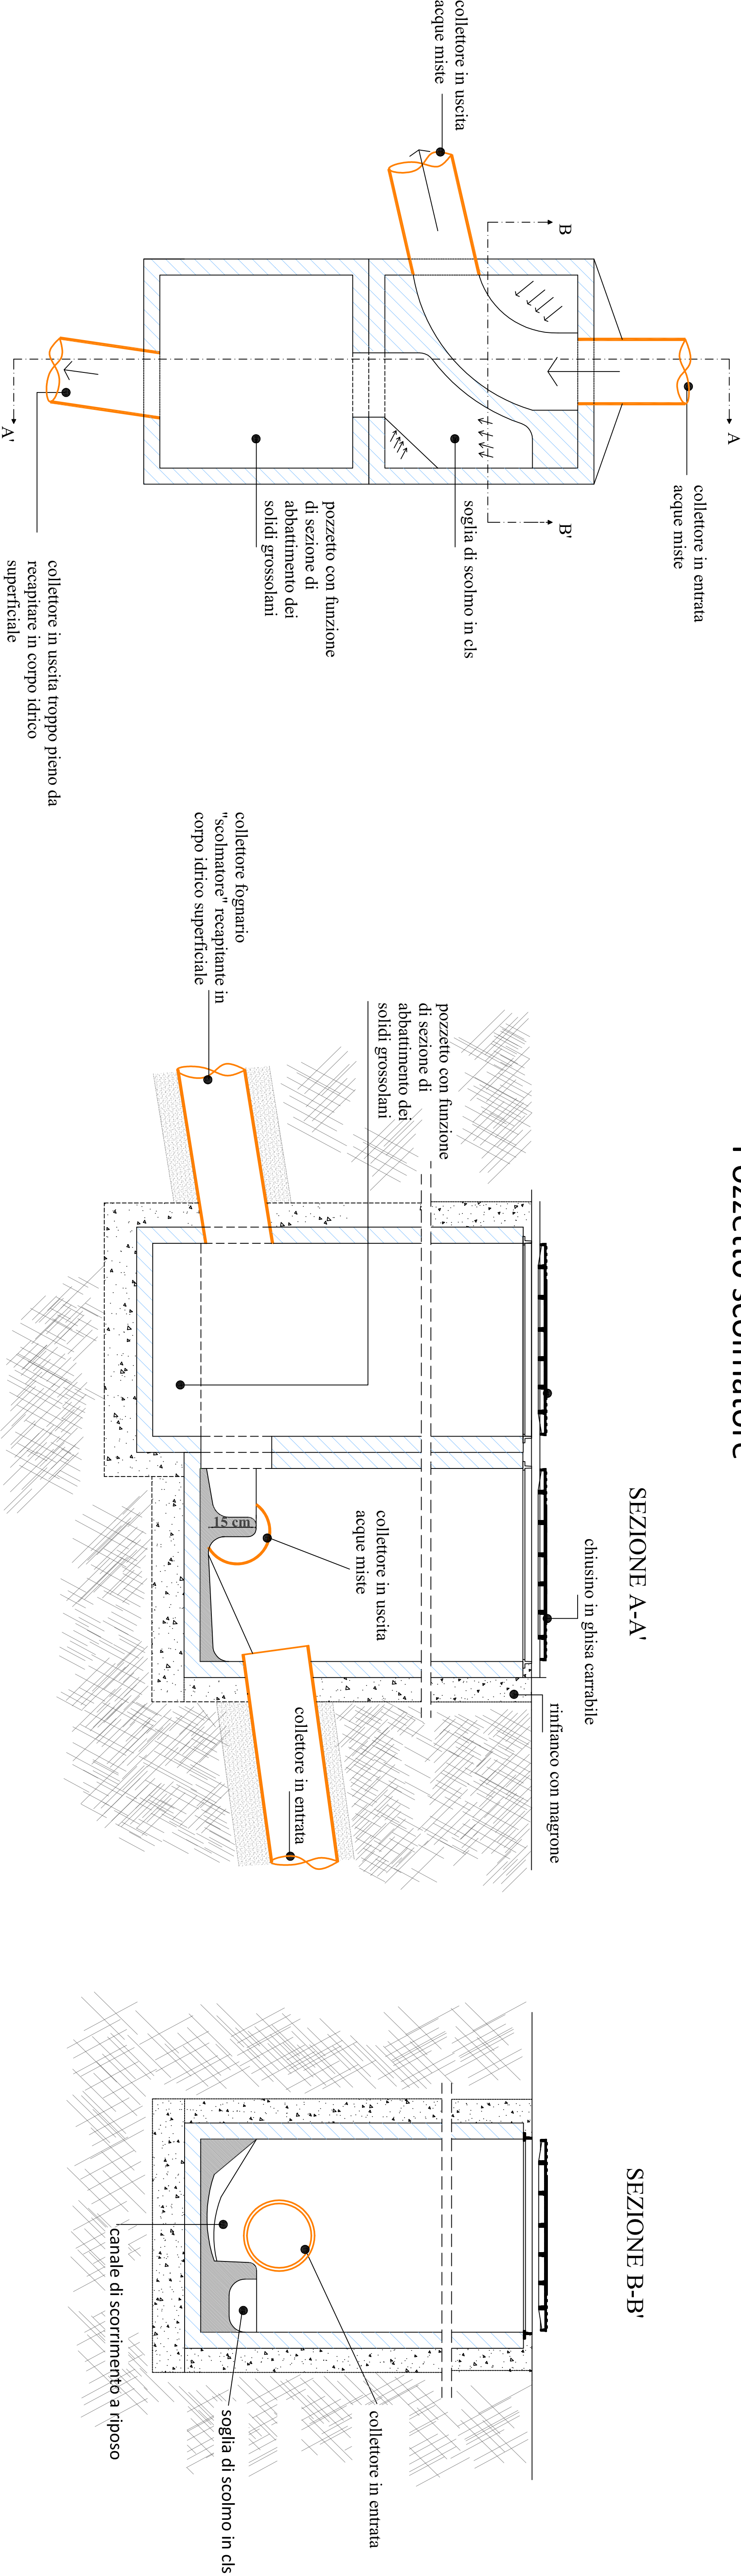 Pozzetto scolmatore
collettore in uscita
acque miste
B
B'
A
A'
collettore in entrata
acque miste
soglia di scolmo in cls
pozzetto con funzione
di sezione di
abbattimento dei
solidi grossolani
collettore in uscita troppo pieno da
recapitare in corpo idrico
superficiale
SEZIONE A-A'
chiusino in ghisa carrabile
rinfianco con magrone
pozzetto con funzione
di sezione di
abbattimento dei
solidi grossolani
collettore fognario
"scolmatore" recapitante in
corpo idrico superficiale
collettore in uscita
acque miste
15 cm
collettore in entrata
SEZIONE B-B'
collettore in entrata
soglia di scolmo in cls
canale di scorrimento a riposo